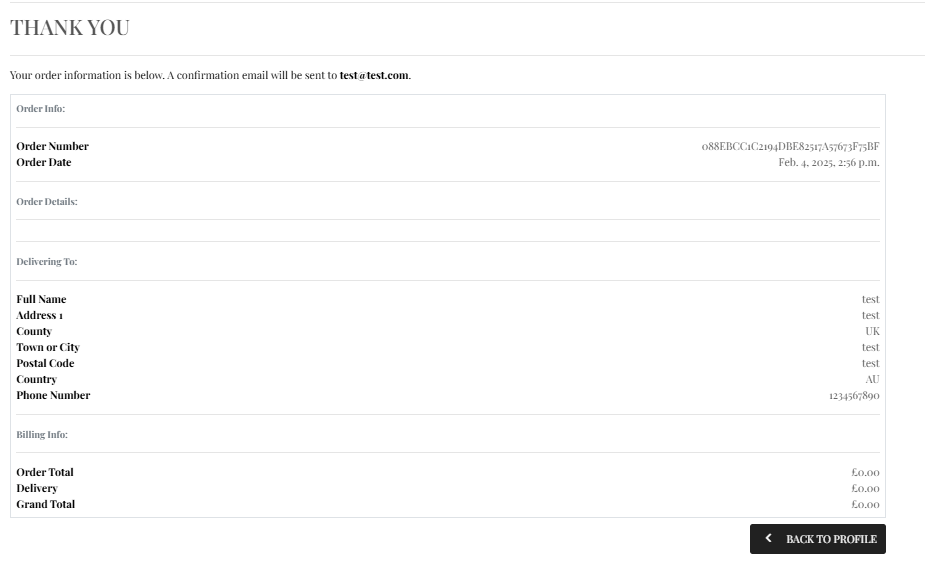 THANK YOU
Your order information is below. A confirmation email will be sent to test@test.com.
Order Info:
Order Number 088EBCC1C2194DBE82517A57673F75BF
Order Date Feb. 4, 2025, 2:56 p.m.
Order Details:
Delivering To:
Full Name test
Address 1 test
County UK
Town or City test
Postal Code test
Country AU
Phone Number 1234567890
Billing Info:
Order Total £0.00
Delivery £0.00
Grand Total £0.00
BACK TO PROFILE